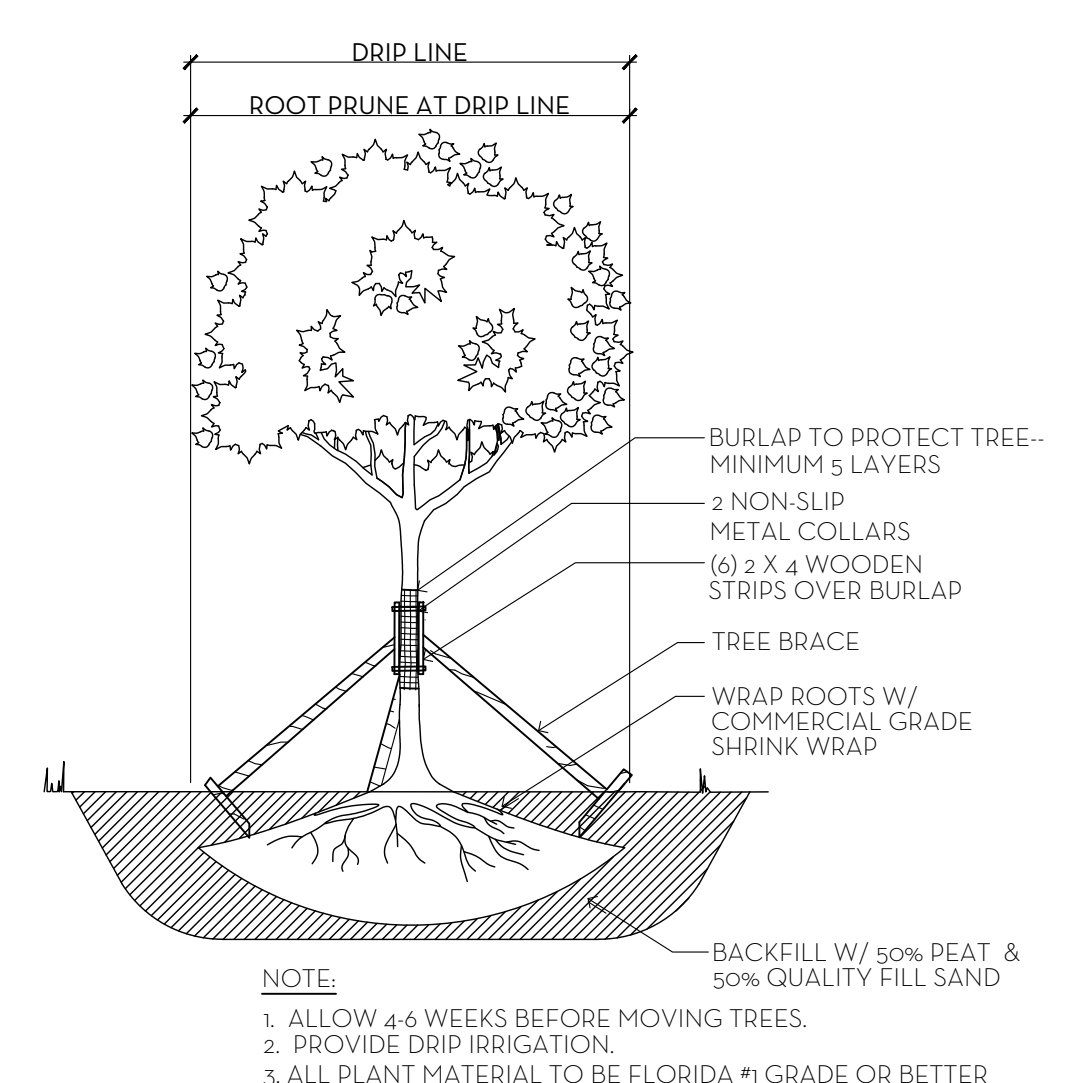 DRIP LINE
ROOT PRUNE AT DRIP LINE
BURLAP TO PROTECT TREE--
MINIMUM 5 LAYERS
2 NON-SLIP
METAL COLLARS
(6) 2 X 4 WOODEN
STRIPS OVER BURLAP
TREE BRACE
WRAP ROOTS W/
COMMERCIAL GRADE
SHRINK WRAP
BACKFILL W/ 50% PEAT &
50% QUALITY FILL SAND
NOTE:
1. ALLOW 4-6 WEEKS BEFORE MOVING TREES.
2. PROVIDE DRIP IRRIGATION.
3. ALL PLANT MATERIAL TO BE FLORIDA #1 GRADE OR BETTER